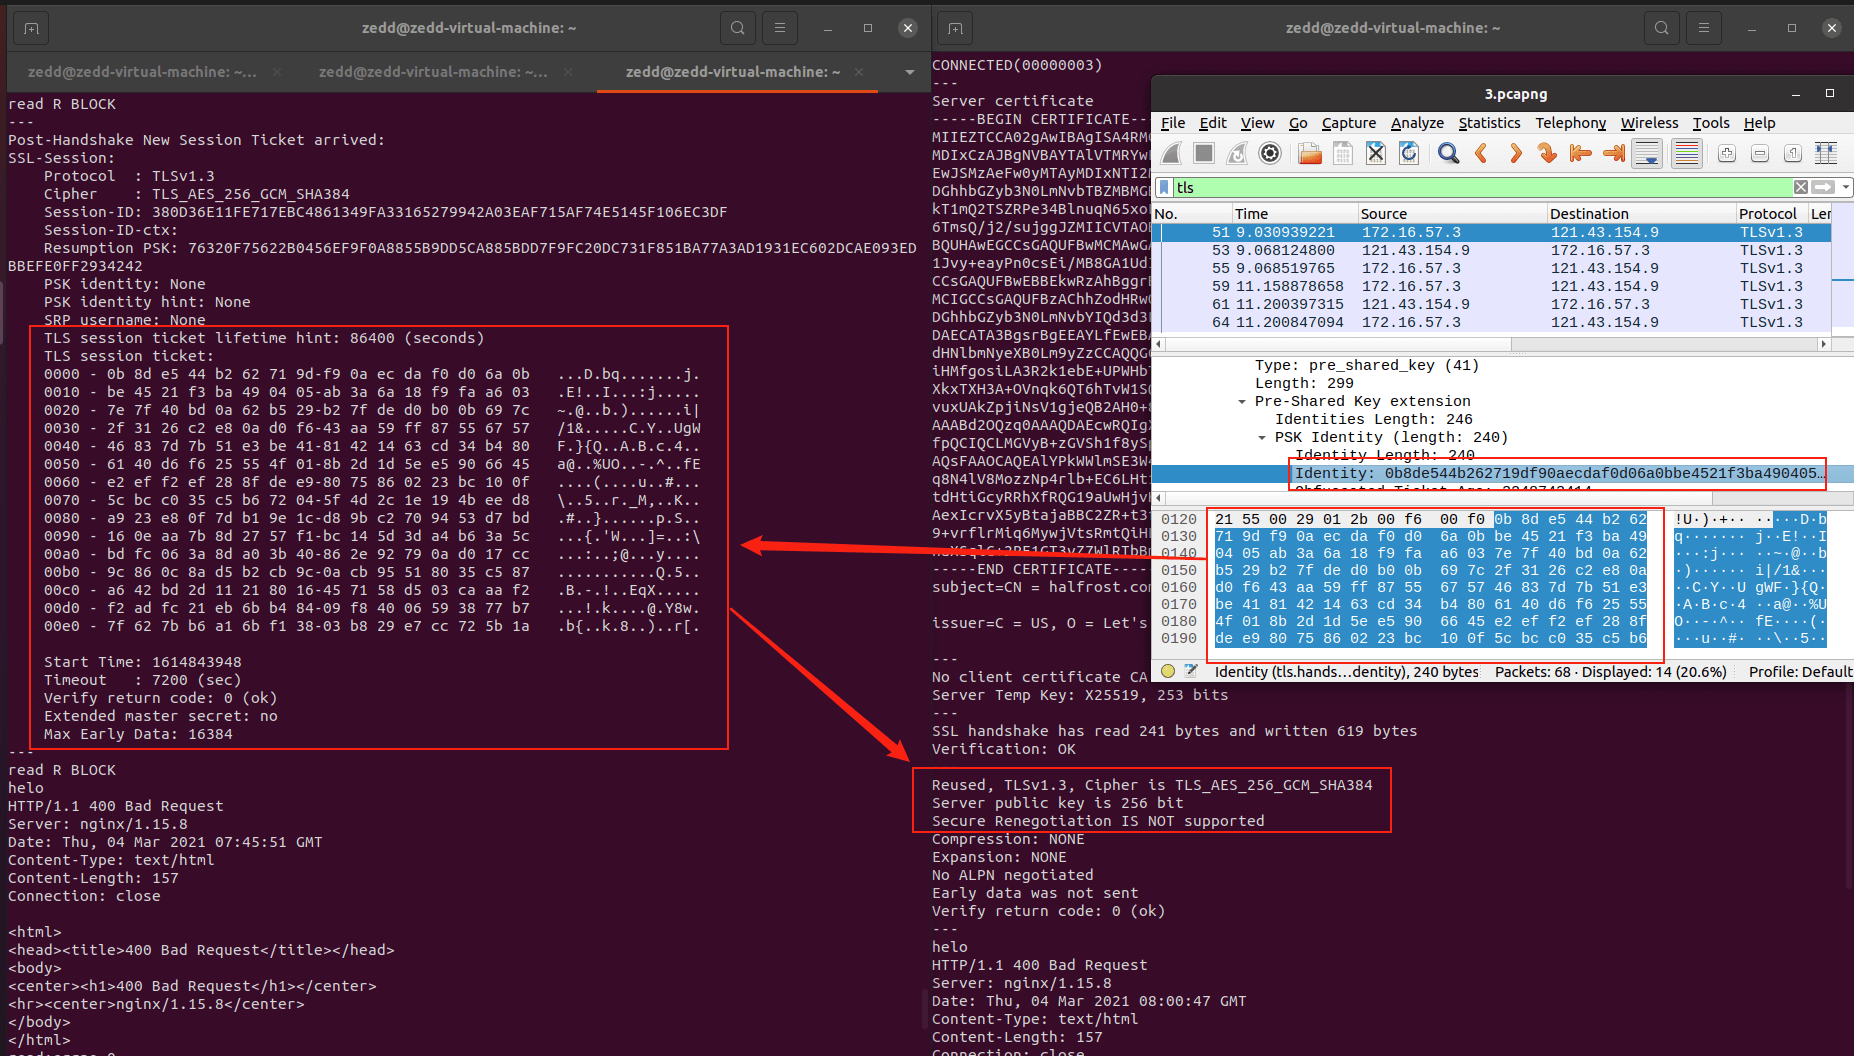 zedd@zedd-virtual-machine: ~
zedd@zedd-virtual-machine: ~...
zedd@zedd-virtual-machine: ~...
zedd@zedd-virtual-machine: ~
read R BLOCK
---
Post-Handshake New Session Ticket arrived:
SSL-Session:
Protocol  : TLSv1.3
Cipher    : TLS_AES_256_GCM_SHA384
Session-ID: 380D36E11FE717EBC4861349FA33165279942A03EAF715AF74E5145F106EC3DF
Session-ID-ctx:
Resumption PSK: 76320F75622B0456EF9F0A8855B9DD5CA885BDD7F9FC20DC731F851BA77A3AD1931EC602DCAE093ED
BBEFE0FF2934242
PSK identity: None
PSK identity hint: None
SRP username: None
TLS session ticket lifetime hint: 86400 (seconds)
TLS session ticket:
0000 - 0b 8d e5 44 b2 62 71 9d-f9 0a ec da f0 d0 6a 0b   ...D.bq.......j.
0010 - be 45 21 f3 ba 49 04 05-ab 3a 6a 18 f9 fa a6 03   .E!..I...:j.....
0020 - 7e 7f 40 bd 0a 62 b5 29-b2 7f de d0 b0 0b 69 7c   ~.@..b.)......i|
0030 - 2f 31 26 c2 e8 0a d0 f6-43 aa 59 ff 87 55 67 57   /1&.....C.Y..UgW
0040 - 46 83 7d 7b 51 e3 be 41-81 42 14 63 cd 34 b4 80   F.}{Q..A.B.c.4..
0050 - 61 40 d6 f6 25 55 4f 01-8b 2d 1d 5e e5 90 66 45   a@..%UO..-.^..fE
0060 - e2 ef f2 ef 28 8f de e9-80 75 86 02 23 bc 10 0f   ....(....u..#...
0070 - 5c bc c0 35 c5 b6 72 04-5f 4d 2c 1e 19 4b ee d8   \..5..r._M,..K..
0080 - a9 23 e8 0f 7d b1 9e 1c-d8 9b c2 70 94 53 d7 bd   .#..}......p.S..
0090 - 16 0e aa 7b 8d 27 57 f1-bc 14 5d 3d a4 b6 3a 5c   ...{.'W...]=..:\
00a0 - bd fc 06 3a 8d a0 3b 40-86 2e 92 79 0a d0 17 cc   ...:..;@...y....
00b0 - 9c 86 0c 8a d5 b2 cb 9c-0a cb 95 51 80 35 c5 87   ...........Q.5..
00c0 - a6 42 bd 2d 11 21 80 16-45 71 58 d5 03 ca aa f2   .B.-.!..EqX.....
00d0 - f2 ad fc 21 eb 6b b4 84-09 f8 40 06 59 38 77 b7   ...!.k....@.Y8w.
00e0 - 7f 62 7b b6 a1 6b f1 38-03 b8 29 e7 cc 72 5b 1a   .b{..k.8..)..r[.
Start Time: 1614843948
Timeout   : 7200 (sec)
Verify return code: 0 (ok)
Extended master secret: no
Max Early Data: 16384
---
read R BLOCK
helo
HTTP/1.1 400 Bad Request
Server: nginx/1.15.8
Date: Thu, 04 Mar 2021 07:45:51 GMT
Content-Type: text/html
Content-Length: 157
Connection: close
<html>
<head><title>400 Bad Request</title></head>
<body>
<center><h1>400 Bad Request</h1></center>
<hr><center>nginx/1.15.8</center>
</body>
</html>
zedd@zedd-virtual-machine: ~
CONNECTED(00000003)
---
Server certificate
-----BEGIN CERTIFICATE--
-----END CERTIFICATE----
subject=CN = halfrost.com
issuer=C = US, O = Let's
---
No client certificate CA
Server Temp Key: X25519, 253 bits
---
SSL handshake has read 241 bytes and written 619 bytes
Verification: OK
Reused, TLSv1.3, Cipher is TLS_AES_256_GCM_SHA384
Server public key is 256 bit
Secure Renegotiation IS NOT supported
Compression: NONE
Expansion: NONE
No ALPN negotiated
Early data was not sent
Verify return code: 0 (ok)
---
helo
HTTP/1.1 400 Bad Request
Server: nginx/1.15.8
Date: Thu, 04 Mar 2021 08:00:47 GMT
Content-Type: text/html
Content-Length: 157
Connection: close
3.pcapng
File Edit View Go Capture Analyze Statistics Telephony Wireless Tools Help
tls
No. Time Source Destination Protocol Ler
51 9.030939221 172.16.57.3 121.43.154.9 TLSv1.3
53 9.068124800 121.43.154.9 172.16.57.3 TLSv1.3
55 9.068519765 172.16.57.3 121.43.154.9 TLSv1.3
59 11.158878658 172.16.57.3 121.43.154.9 TLSv1.3
61 11.200397315 121.43.154.9 172.16.57.3 TLSv1.3
64 11.200847094 172.16.57.3 121.43.154.9 TLSv1.3
Type: pre_shared_key (41)
Length: 299
Pre-Shared Key extension
Identities Length: 246
PSK Identity (length: 240)
Identity Length: 240
Identity: 0b8de544b262719df90aecdaf0d06a0bbe4521f3ba490405…
0120 21 55 00 29 01 2b 00 f6 00 f0 0b 8d e5 44 b2 62 !U·)·+·· ·····D·b
0130 71 9d f9 0a ec da f0 d0 6a 0b be 45 21 f3 ba 49 q······· j··E!··I
0140 04 05 ab 3a 6a 18 f9 fa a6 03 7e 7f 40 bd 0a 62 ···:j··· ··~·@··b
0150 b5 29 b2 7f de d0 b0 0b 69 7c 2f 31 26 c2 e8 0a ·)······ i|/1&···
0160 d0 f6 43 aa 59 ff 87 55 67 57 46 83 7d 7b 51 e3 ··C·Y··U gWF·}{Q·
0170 be 41 81 42 14 63 cd 34 b4 80 61 40 d6 f6 25 55 ·A·B·c·4 ··a@··%U
0180 4f 01 8b 2d 1d 5e e5 90 66 45 e2 ef f2 ef 28 8f O··-·^·· fE····(·
0190 de e9 80 75 86 02 23 bc 10 0f 5c bc c0 35 c5 b6 ···u··#· ··\··5··
Identity (tls.hands…dentity), 240 bytes Packets: 68 · Displayed: 14 (20.6%) Profile: Default